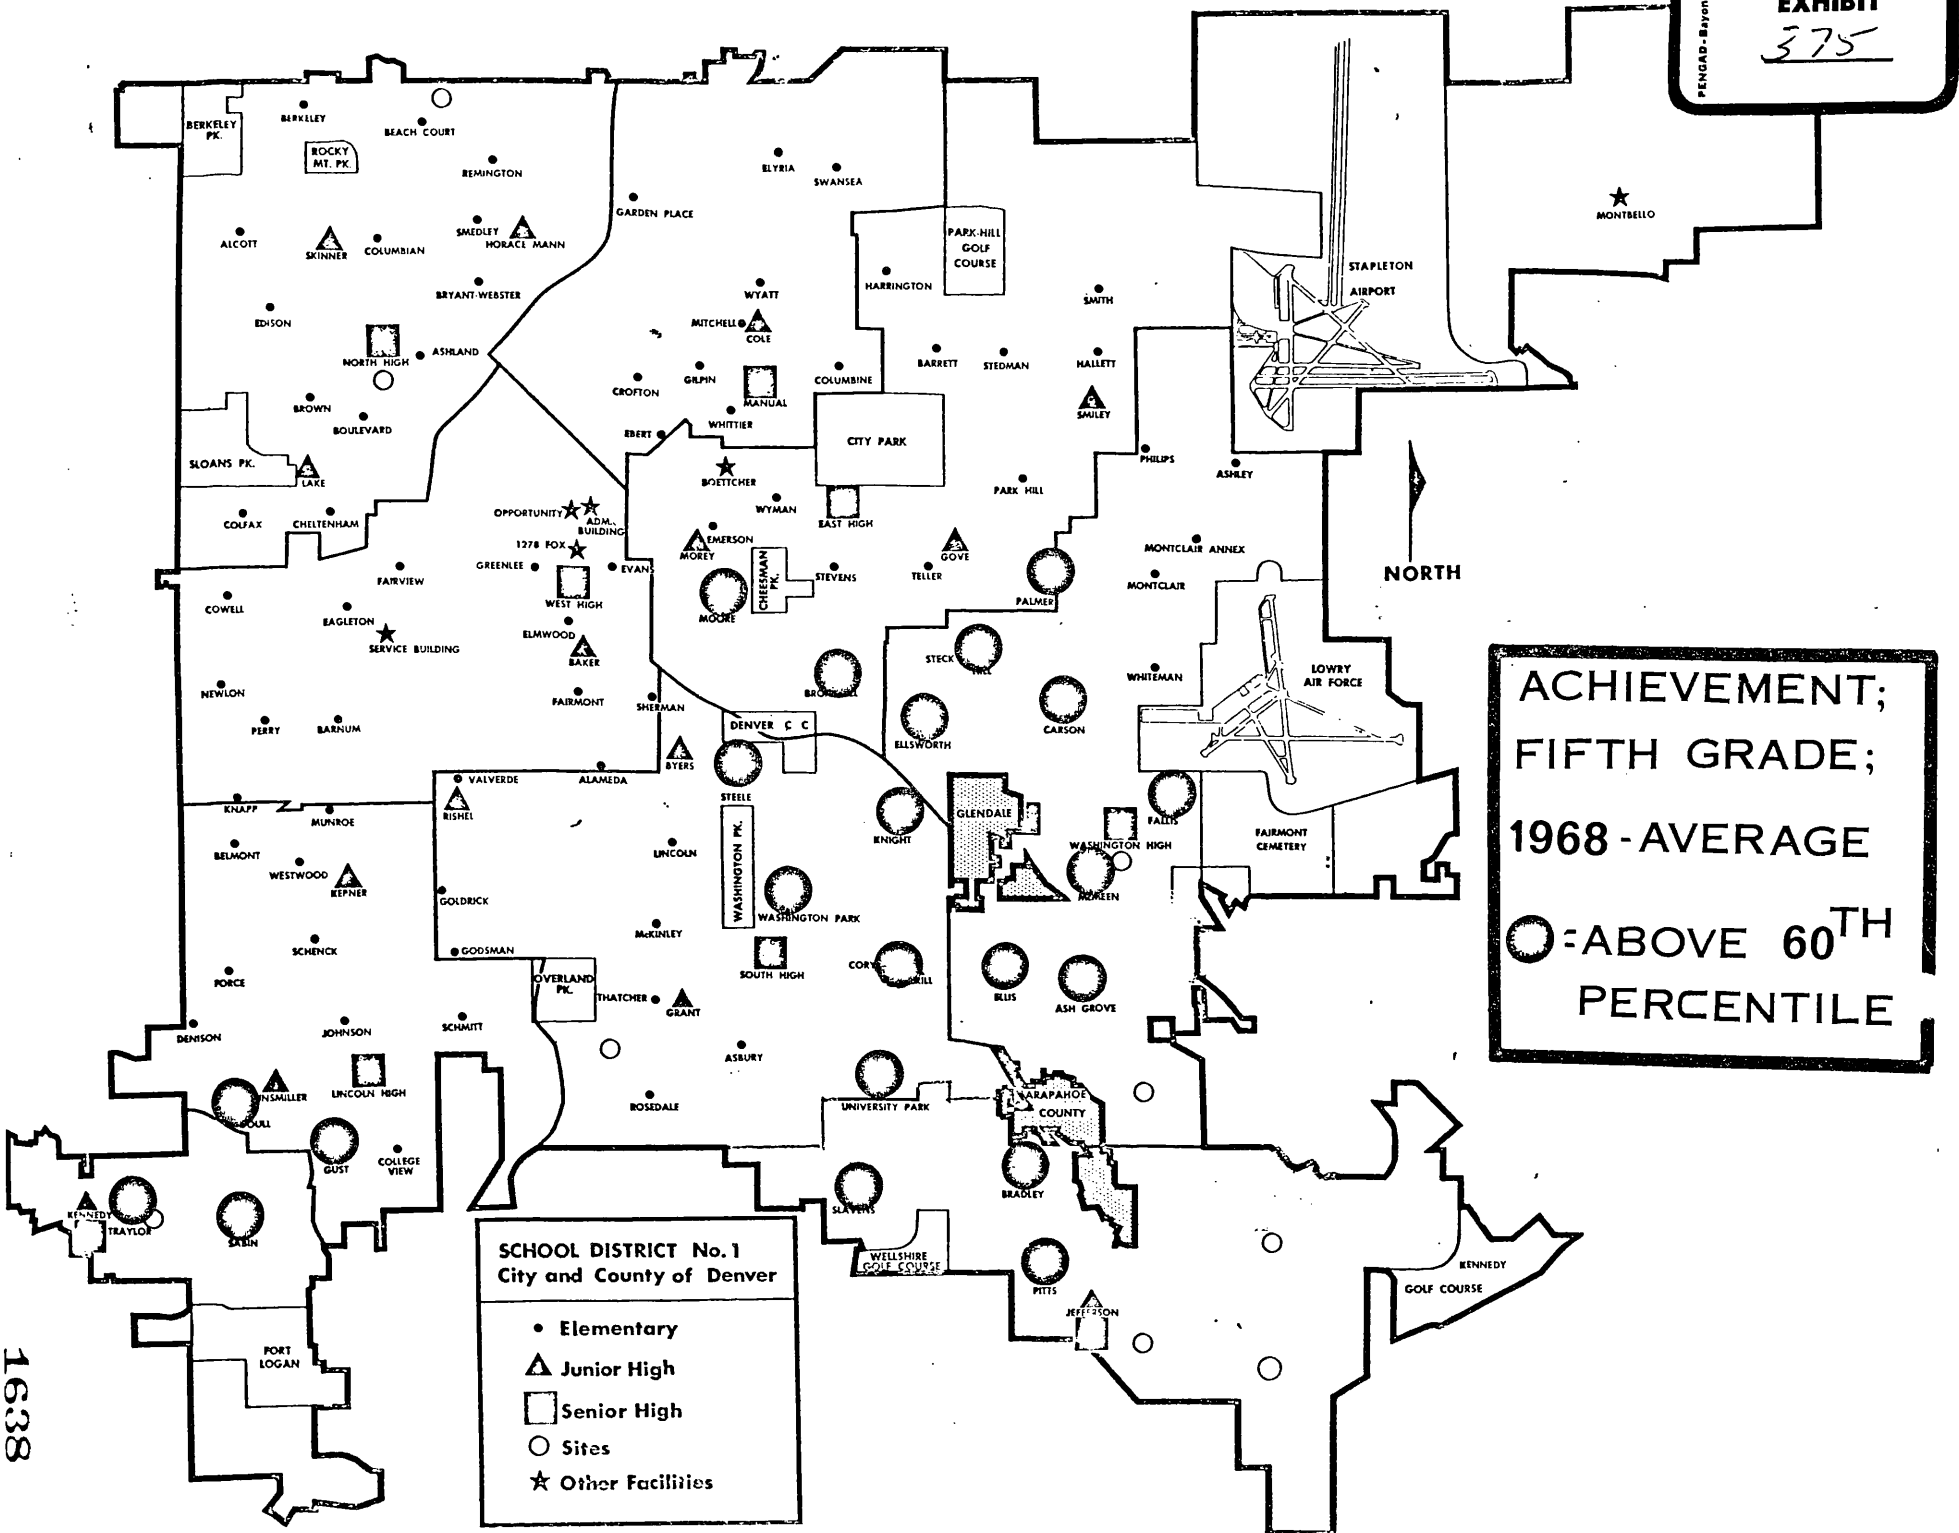 EXHIBIT
375
PENGAD-Bayon
BERKELEY
PK.
BERKELEY
BEACH COURT
ROCKY
MT. PK.
REMINGTON
ELYRIA
SWANSEA
GARDEN PLACE
MONTBELLO
ALCOTT
SKINNER
COLUMBIAN
SMEDLEY
HORACE MANN
PARK-HILL
GOLF
COURSE
STAPLETON
AIRPORT
BRYANT-WEBSTER
WYATT
HARRINGTON
SMITH
EDISON
MITCHELL
COLE
NORTH HIGH
ASHLAND
BARRETT
STEDMAN
HALLETT
CROFTON
GILPIN
COLUMBINE
MANUAL
BROWN
BOULEVARD
WHITTIER
SMILEY
EBERT
CITY PARK
SLOANS PK.
LAKE
BOETTCHER
PHILIPS
ASHLEY
PARK HILL
COLFAX
CHELTENHAM
OPPORTUNITY
ADM.
BUILDING
WYMAN
EAST HIGH
1278 FOX
EMERSON
MOREY
GOVE
MONTCLAIR ANNEX
NORTH
FAIRVIEW
GREENLEE
EVANS
CHEESMAN
PK.
STEVENS
TELLER
MONTCLAIR
COWELL
WEST HIGH
MOORE
PALMER
EAGLETON
ELMWOOD
SERVICE BUILDING
BAKER
STECK
HILL
WHITEMAN
LOWRY
AIR FORCE
NEWLON
FAIRMONT
SHERMAN
PERRY
BARNUM
DENVER C C
ELLSWORTH
CARSON
BYERS
VALVERDE
ALAMEDA
STEELE
KNAPP
MUNROE
RISHEL
KNIGHT
GLENDALE
FALLIS
WASHINGTON HIGH
FAIRMONT
CEMETERY
BELMONT
WESTWOOD
KEPNER
LINCOLN
WASHINGTON PK.
GOLDRICK
WASHINGTON PARK
McKINLEY
SCHENCK
GODSMAN
SOUTH HIGH
CORY
FORCE
OVERLAND
PK.
THATCHER
GRANT
ELLIS
ASH GROVE
DENISON
JOHNSON
SCHMITT
ASBURY
LINCOLN HIGH
ROSEDALE
UNIVERSITY PARK
ARAPAHOE
COUNTY
GUST
COLLEGE
VIEW
BRADLEY
KENNEDY
TRAYLOR
SABIN
SLAVENS
WELLSHIRE
GOLF COURSE
PITTS
JEFFERSON
KENNEDY
GOLF COURSE
FORT
LOGAN
ACHIEVEMENT;
FIFTH GRADE;
1968 - AVERAGE
= ABOVE 60TH
PERCENTILE
SCHOOL DISTRICT No. 1
City and County of Denver
Elementary
Junior High
Senior High
Sites
Other Facilities
1638